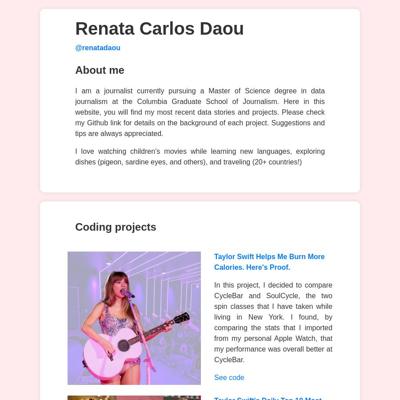 Renata Carlos Daou
@renatadaou
About me
I am a journalist currently pursuing a Master of Science degree in data
journalism at the Columbia Graduate School of Journalism. Here in this
website, you will find my most recent data stories and projects. Please check
my Github link for details on the background of each project. Suggestions and
tips are always appreciated.
I love watching children's movies while learning new languages, exploring
dishes (pigeon, sardine eyes, and others), and traveling (20+ countries!)
Coding projects
Taylor Swift Helps Me Burn More
Calories. Here's Proof.
In this project, I decided to compare
CycleBar and SoulCycle, the two
spin classes that I have taken while
living in New York. I found, by
comparing the stats that I imported
from my personal Apple Watch, that
my performance was overall better at
CycleBar.
See code
Taylor Swift's Daily Top 10 Most